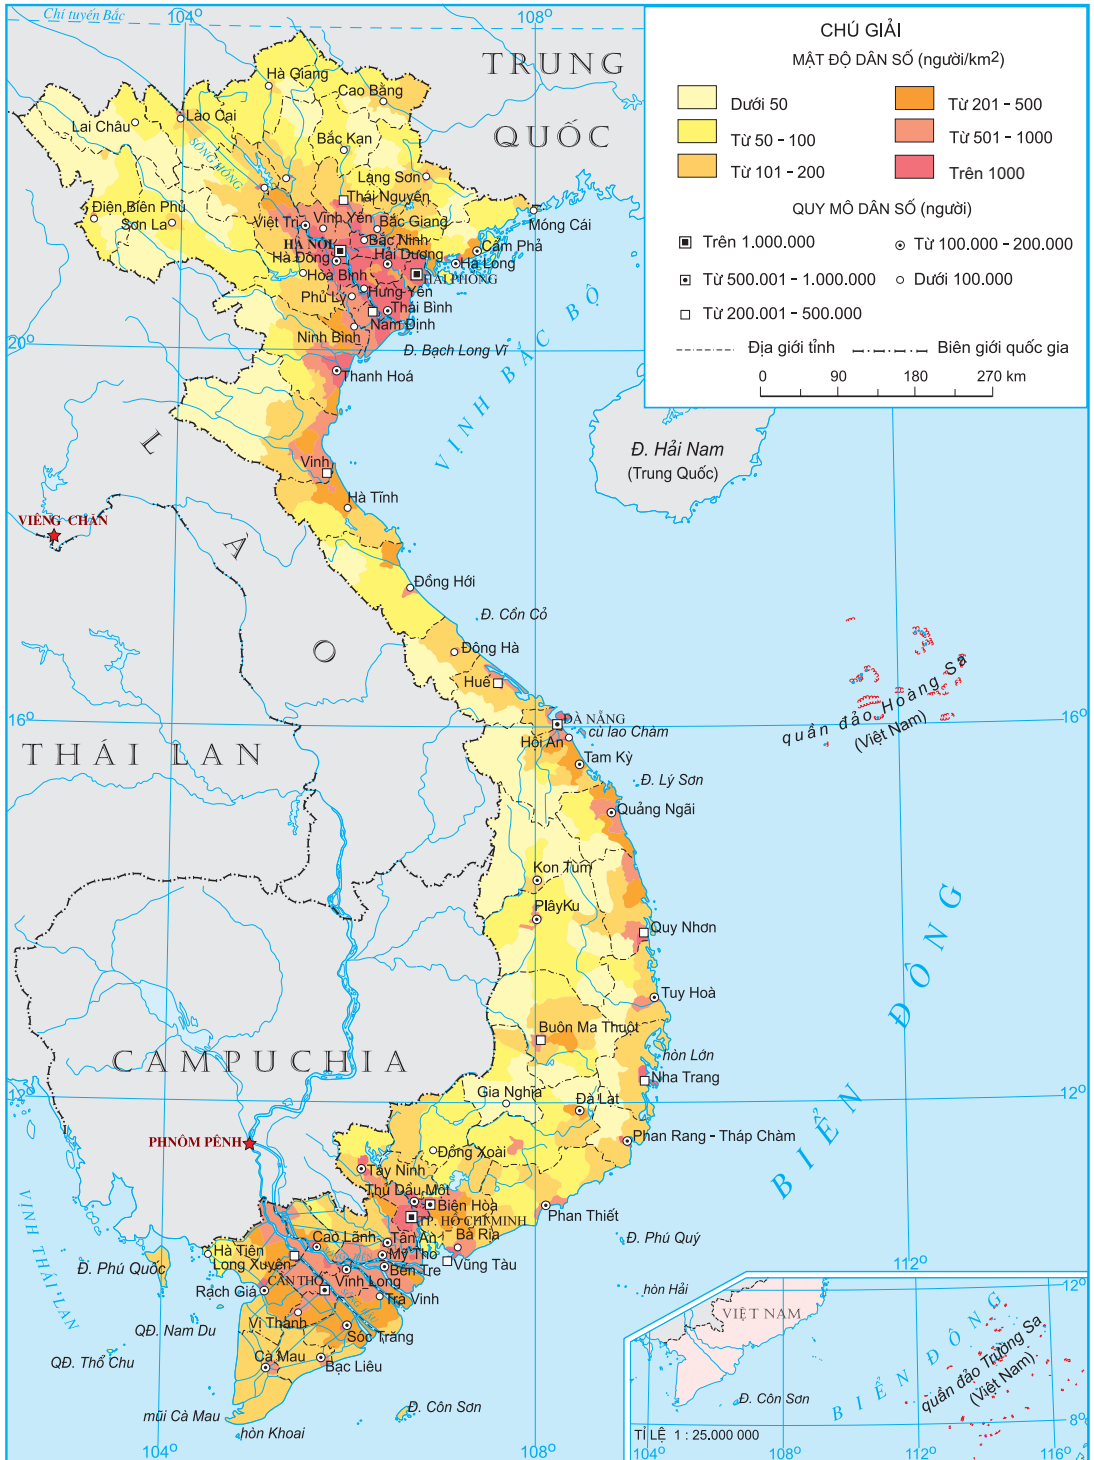 Chí tuyến Bắc
104°
108°
TRUNG
QUỐC
CHÚ GIẢI
MẬT ĐỘ DÂN SỐ (người/km2)
Dưới 50
Từ 50 - 100
Từ 101 - 200
Từ 201 - 500
Từ 501 - 1000
Trên 1000
QUY MÔ DÂN SỐ (người)
Trên 1.000.000
Từ 500.001 - 1.000.000
Từ 200.001 - 500.000
Từ 100.000 - 200.000
Dưới 100.000
Địa giới tỉnh
Biên giới quốc gia
0 90 180 270 km
Hà Giang
Cao Bằng
Lai Châu
Lào Cai
Bắc Kạn
SÔNG HỒNG
Lạng Sơn
Thái Nguyên
Điện Biên Phủ
Sơn La
Việt Trì
Vĩnh Yên
Bắc Giang
Móng Cái
HÀ NỘI
Bắc Ninh
Cẩm Phả
Hà Đông
Hải Dương
Hạ Long
Hoà Bình
HẢI PHÒNG
Phủ Lý
Hưng Yên
Thái Bình
Nam Định
Ninh Bình
20°
Đ. Bạch Long Vĩ
VỊNH BẮC BỘ
Thanh Hoá
Đ. Hải Nam
(Trung Quốc)
LÀO
Vinh
Hà Tĩnh
VIÊNG CHĂN
Đồng Hới
Đ. Cồn Cỏ
Đông Hà
Huế
quần đảo Hoàng Sa
(Việt Nam)
16°
16°
ĐÀ NẴNG
cù lao Chàm
Hội An
Tam Kỳ
THÁI LAN
Đ. Lý Sơn
Quảng Ngãi
Kon Tum
PlâyKu
Quy Nhơn
BIỂN ĐÔNG
Tuy Hoà
Buôn Ma Thuột
CAMPUCHIA
hòn Lớn
Nha Trang
12°
12°
Gia Nghĩa
Đà Lạt
PHNÔM PÊNH
Phan Rang - Tháp Chàm
Đồng Xoài
Tây Ninh
Thủ Dầu Một
Biên Hòa
TP. HỒ CHÍ MINH
Phan Thiết
Đ. Phú Quý
VỊNH THÁI LAN
Cao Lãnh
Tân An
Bà Rịa
Hà Tiên
Long Xuyên
Mỹ Tho
Vũng Tàu
Đ. Phú Quốc
Bến Tre
CẦN THƠ
Vĩnh Long
Rạch Giá
Trà Vinh
QĐ. Nam Du
Vị Thanh
Sóc Trăng
QĐ. Thổ Chu
Cà Mau
Bạc Liêu
mũi Cà Mau
Đ. Côn Sơn
hòn Khoai
104°
108°
112°
hòn Hải
12°
VIỆT NAM
BIỂN ĐÔNG
quần đảo Trường Sa
(Việt Nam)
Đ. Côn Sơn
8°
TỈ LỆ 1 : 25.000 000
104°
108°
112°
116°